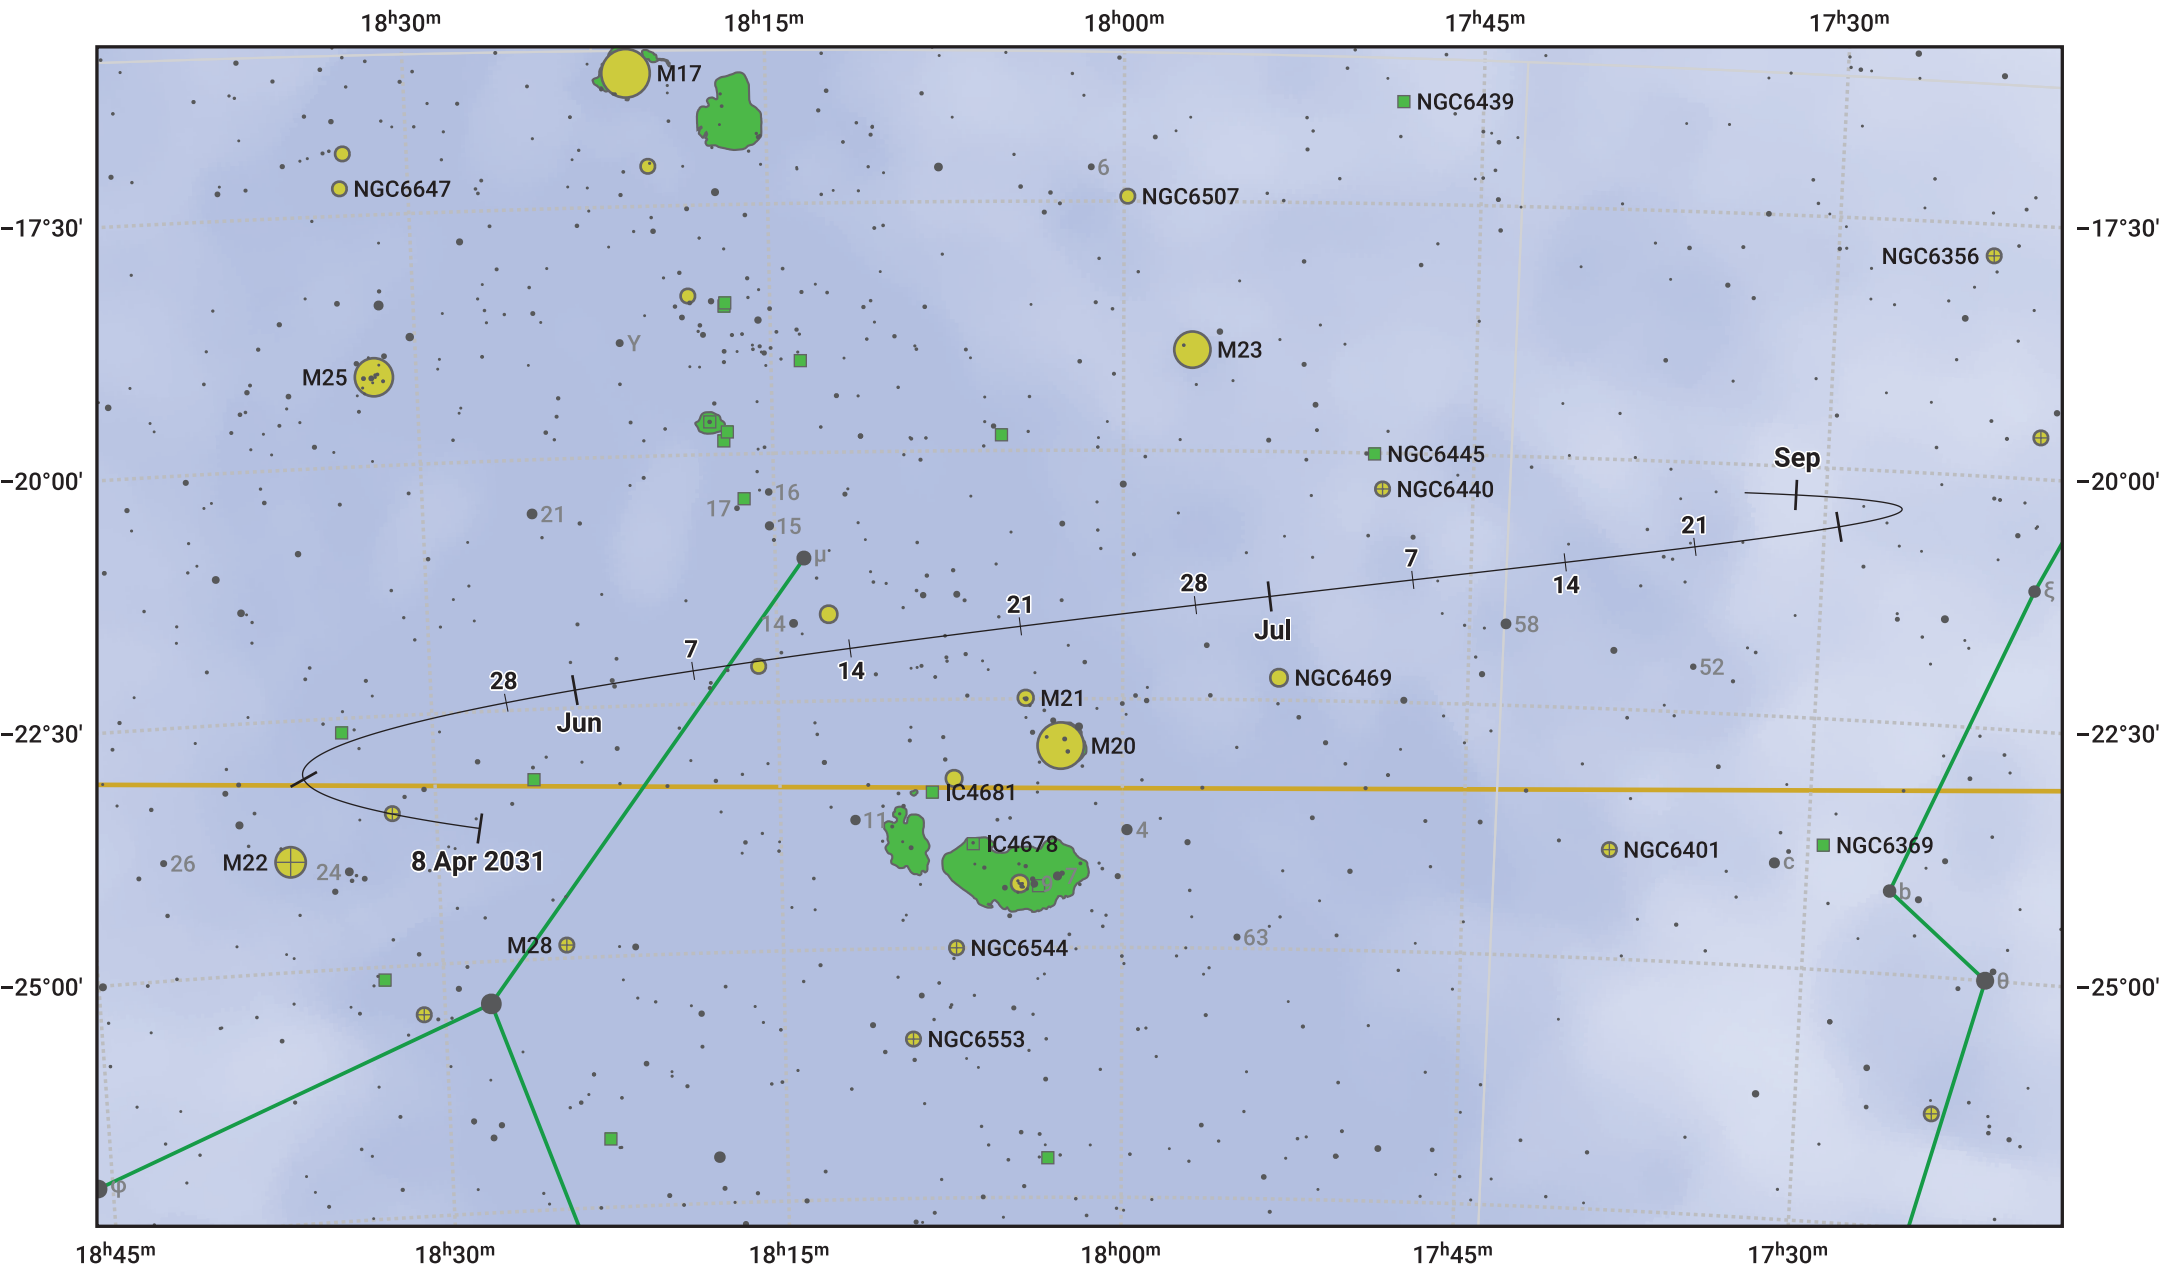 18h30m 18h15m 18h00m 17h45m 17h30m
M17
NGC6439
6
NGC6647
NGC6507
−17°30' −17°30'
NGC6356
Y
M23
M25
NGC6445
Sep
−20°00' −20°00'
16
NGC6440
17
21
15
21
μ
7
28
14
ξ
21
14
58
Jul
7
14
52
28
NGC6469
M21
Jun
−22°30' −22°30'
M20
IC4681
11
4
IC4678
NGC6369
NGC6401
8 Apr 2031
M22
26
24
c
9
7
b
63
M28
NGC6544
θ
−25°00' −25°00'
NGC6553
φ
18h45m 18h30m 18h15m 18h00m 17h45m 17h30m